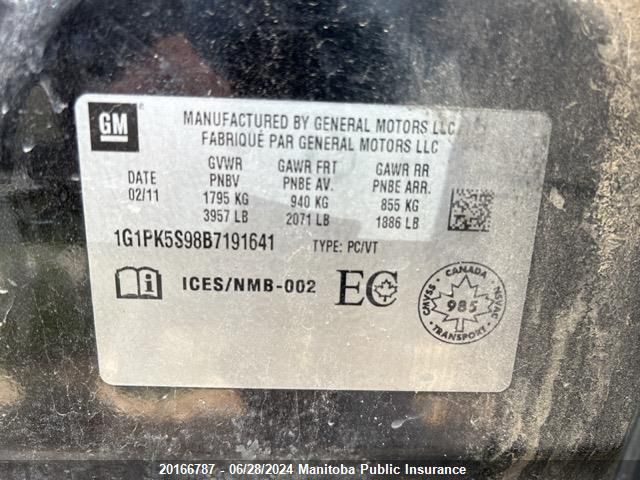 GM
MANUFACTURED BY GENERAL MOTORS LLC
FABRIQUÉ PAR GENERAL MOTORS LLC
GVWR GAWR FRT GAWR RR
DATE PNBV PNBE AV. PNBE ARR.
02/11 1795 KG 940 KG 855 KG
3957 LB 2071 LB 1886 LB
1G1PK5S98B7191641 TYPE: PC/VT
i ICES/NMB-002 EC
CANADA
CMVSS 985 NSVAC
TRANSPORT
20166787 - 06/28/2024 Manitoba Public Insurance